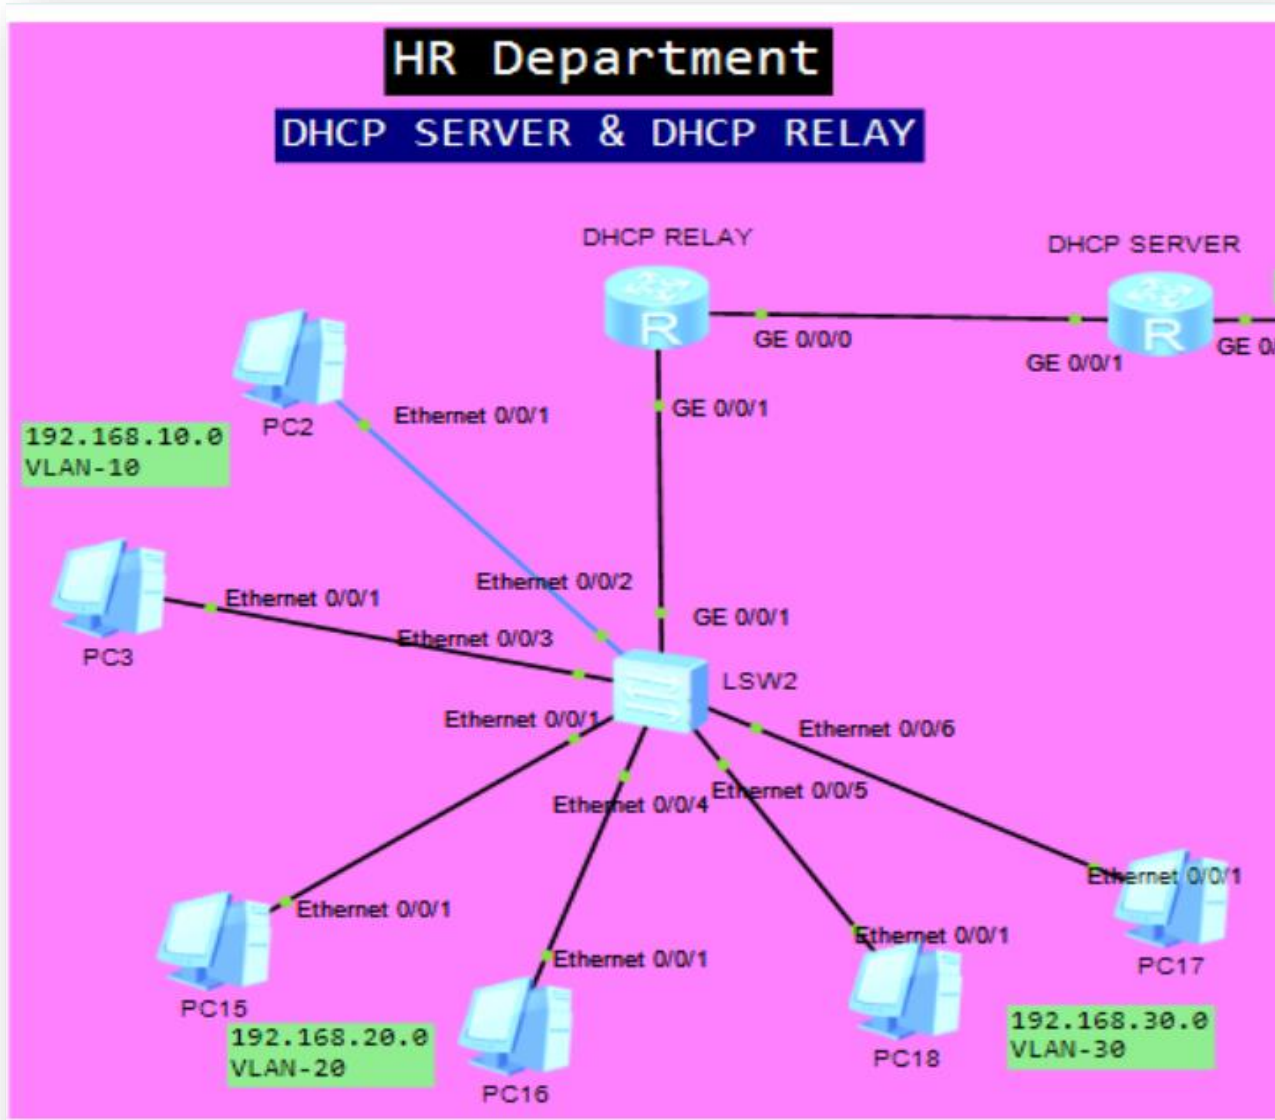 HR Department
DHCP SERVER & DHCP RELAY
DHCP RELAY
DHCP SERVER
GE 0/0/0
GE 0/0/1
GE 0/
GE 0/0/1
Ethernet 0/0/1
PC2
192.168.10.0
VLAN-10
Ethernet 0/0/2
Ethernet 0/0/1
GE 0/0/1
Ethernet 0/0/3
PC3
LSW2
Ethernet 0/0/1
Ethernet 0/0/6
Ethernet 0/0/4
Ethernet 0/0/5
Ethernet 0/0/1
Ethernet 0/0/1
Ethernet 0/0/1
Ethernet 0/0/1
PC17
PC15
192.168.20.0
VLAN-20
192.168.30.0
VLAN-30
PC18
PC16